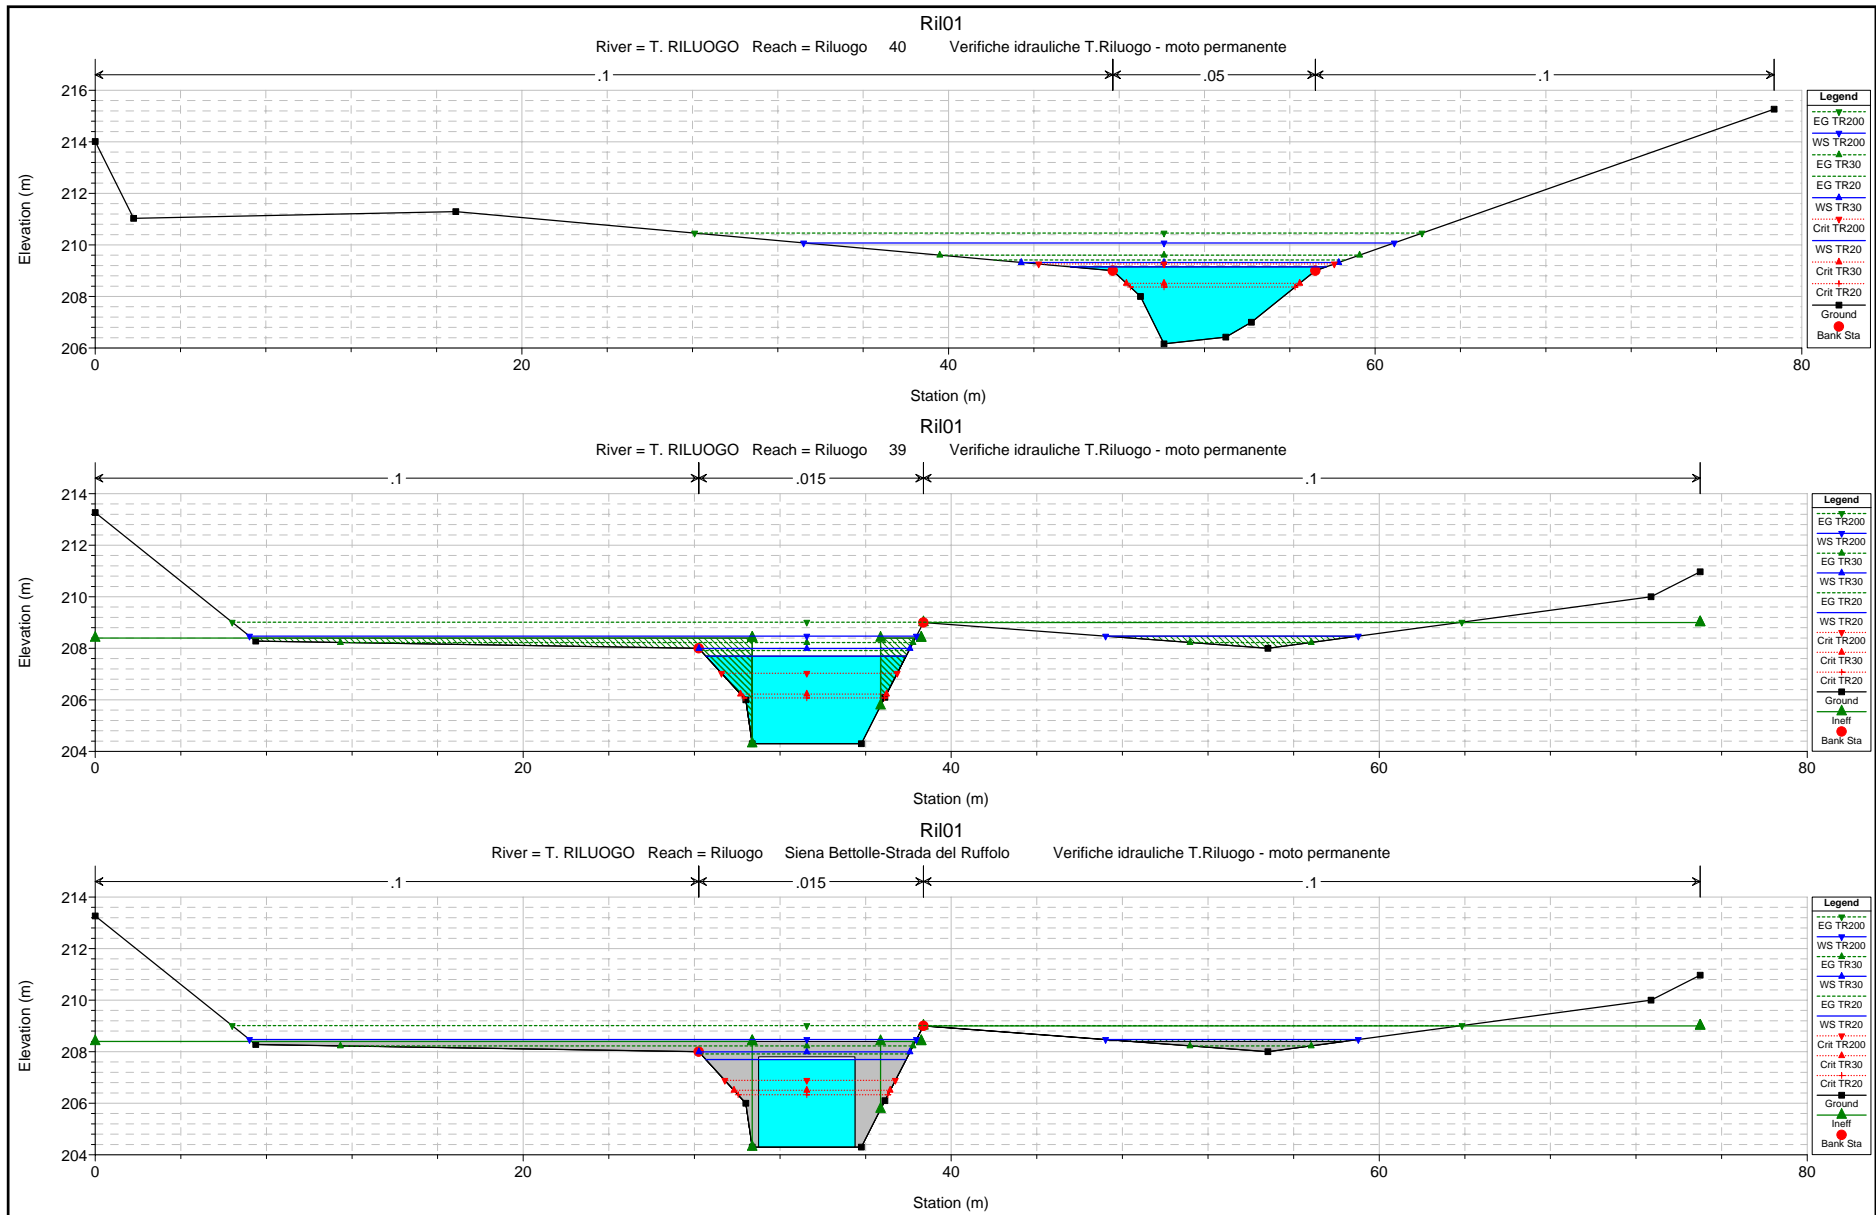 Ril01
River = T. RILUOGO Reach = Riluogo 40 Verifiche idrauliche T.Riluogo - moto permanente
.1 .05 .1
216
214
212
210
208
206
Elevation (m)
0 20 40 60 80
Station (m)
Legend
EG TR200
WS TR200
EG TR30
EG TR20
WS TR30
Crit TR200
WS TR20
Crit TR30
Crit TR20
Ground
Bank Sta
Ril01
River = T. RILUOGO Reach = Riluogo 39 Verifiche idrauliche T.Riluogo - moto permanente
.1 .015 .1
214
212
210
208
206
204
Elevation (m)
0 20 40 60 80
Station (m)
Legend
EG TR200
WS TR200
EG TR30
WS TR30
EG TR20
WS TR20
Crit TR200
Crit TR30
Crit TR20
Ground
Ineff
Bank Sta
Ril01
River = T. RILUOGO Reach = Riluogo Siena Bettolle-Strada del Ruffolo Verifiche idrauliche T.Riluogo - moto permanente
.1 .015 .1
214
212
210
208
206
204
Elevation (m)
0 20 40 60 80
Station (m)
Legend
EG TR200
WS TR200
EG TR30
WS TR30
EG TR20
WS TR20
Crit TR200
Crit TR30
Crit TR20
Ground
Ineff
Bank Sta